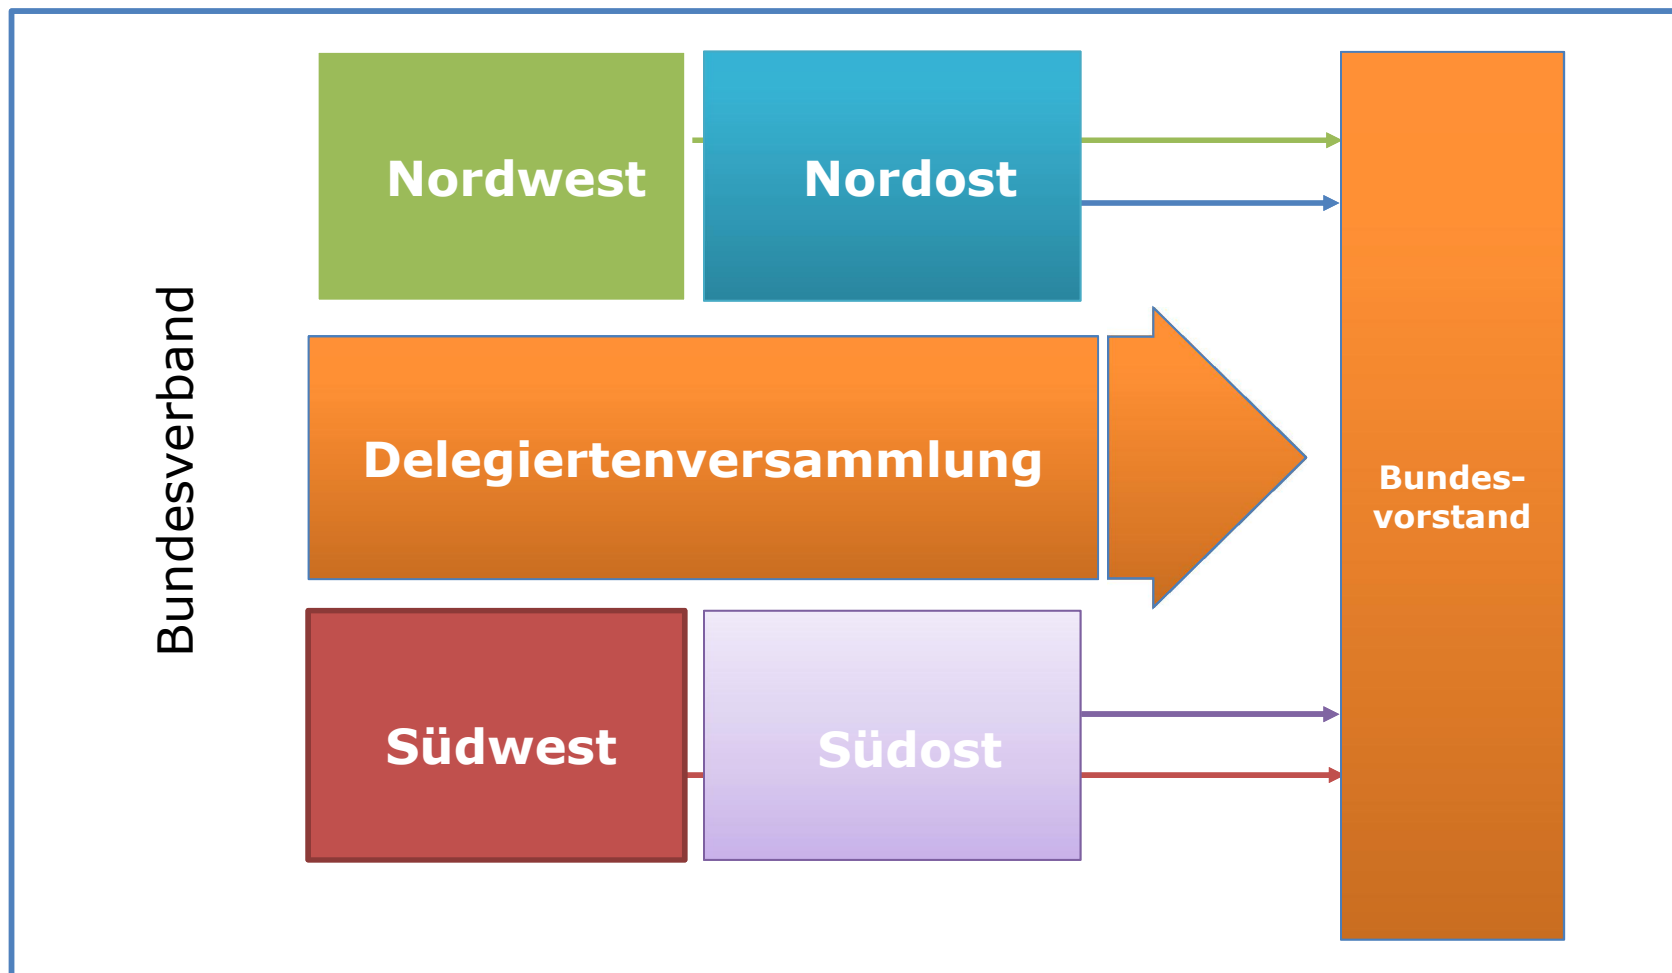 Bundesverband
Nordwest
Nordost
Delegiertenversammlung
Bundes-
vorstand
Südwest
Südost